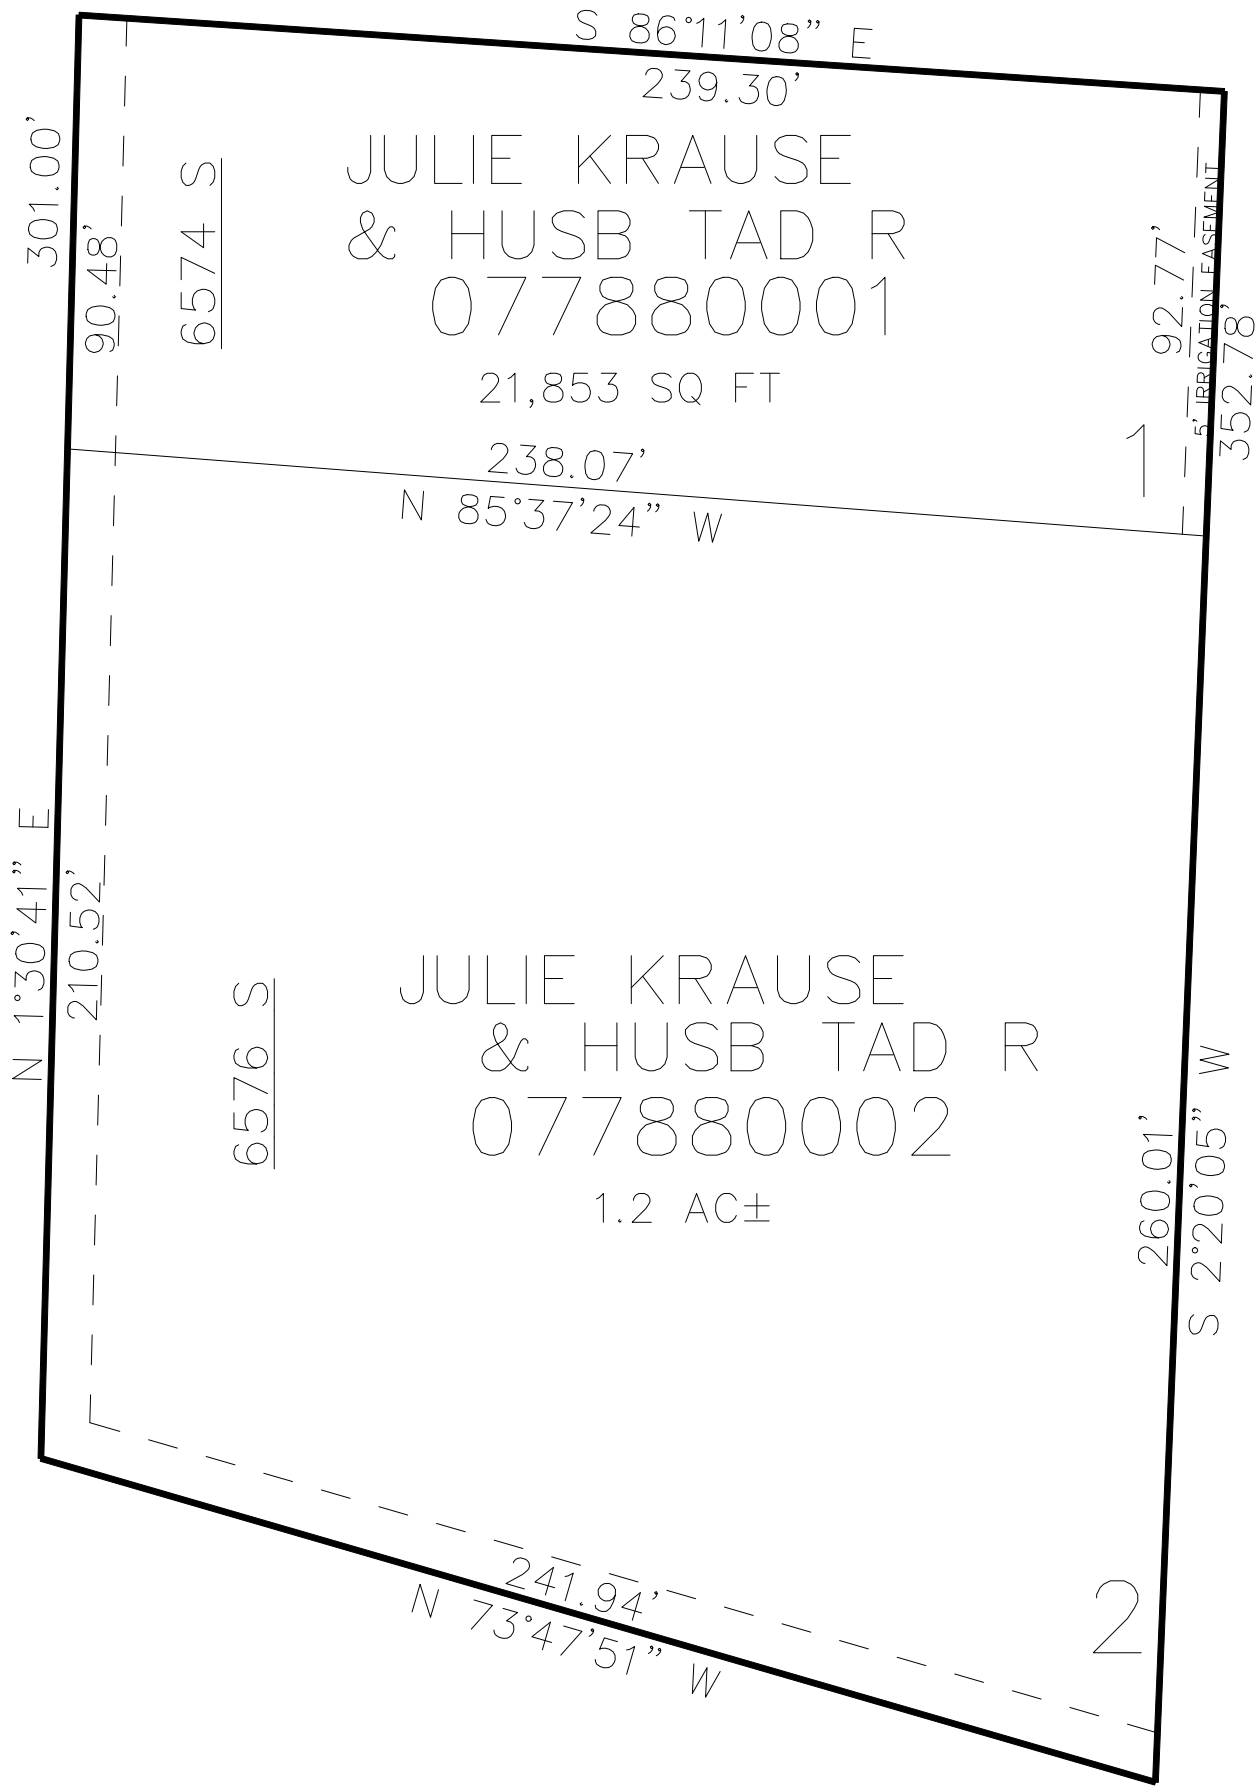 S 86°11'08" E
239.30'
301.00'
90.48'
6574 S
JULIE KRAUSE
& HUSB TAD R
077880001
21,853 SQ FT
92.77'
5' IRRIGATION EASEMENT
352.78'
1
238.07'
N 85°37'24" W
N 1°30'41" E
210.52'
6576 S
JULIE KRAUSE
& HUSB TAD R
077880002
1.2 AC±
260.01'
S 2°20'05" W
2
241.94'
N 73°47'51" W